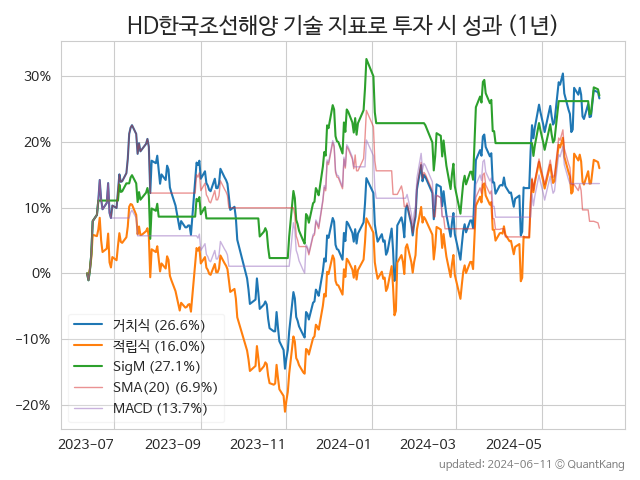 HD한국조선해양 기술 지표로 투자 시 성과 (1년)
30%
20%
10%
0%
−10%
−20%
거치식 (26.6%)
적립식 (16.0%)
SigM (27.1%)
SMA(20) (6.9%)
MACD (13.7%)
2023-07 2023-09 2023-11 2024-01 2024-03 2024-05
updated: 2024-06-11 ⓒ QuantKang